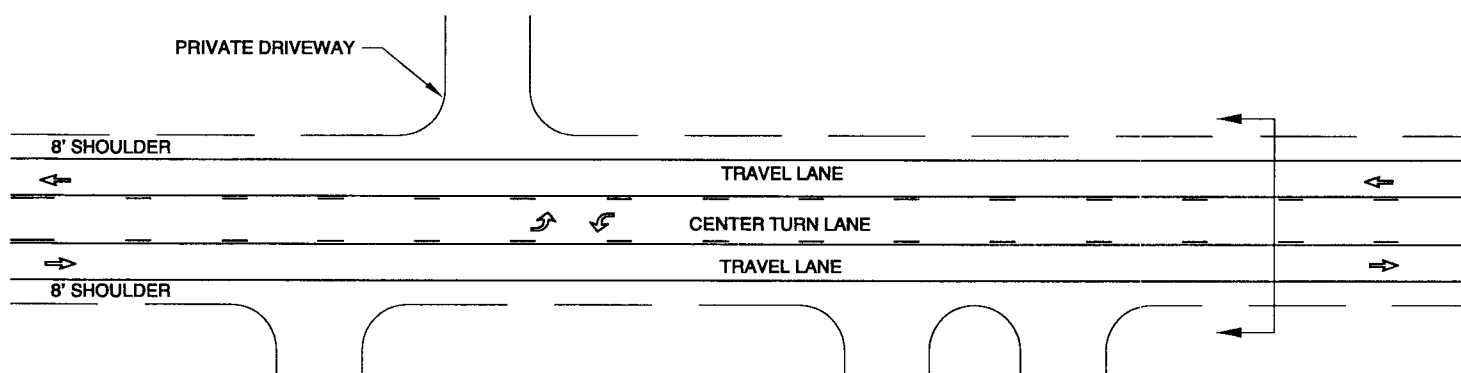 PRIVATE DRIVEWAY
8' SHOULDER
TRAVEL LANE
CENTER TURN LANE
TRAVEL LANE
8' SHOULDER